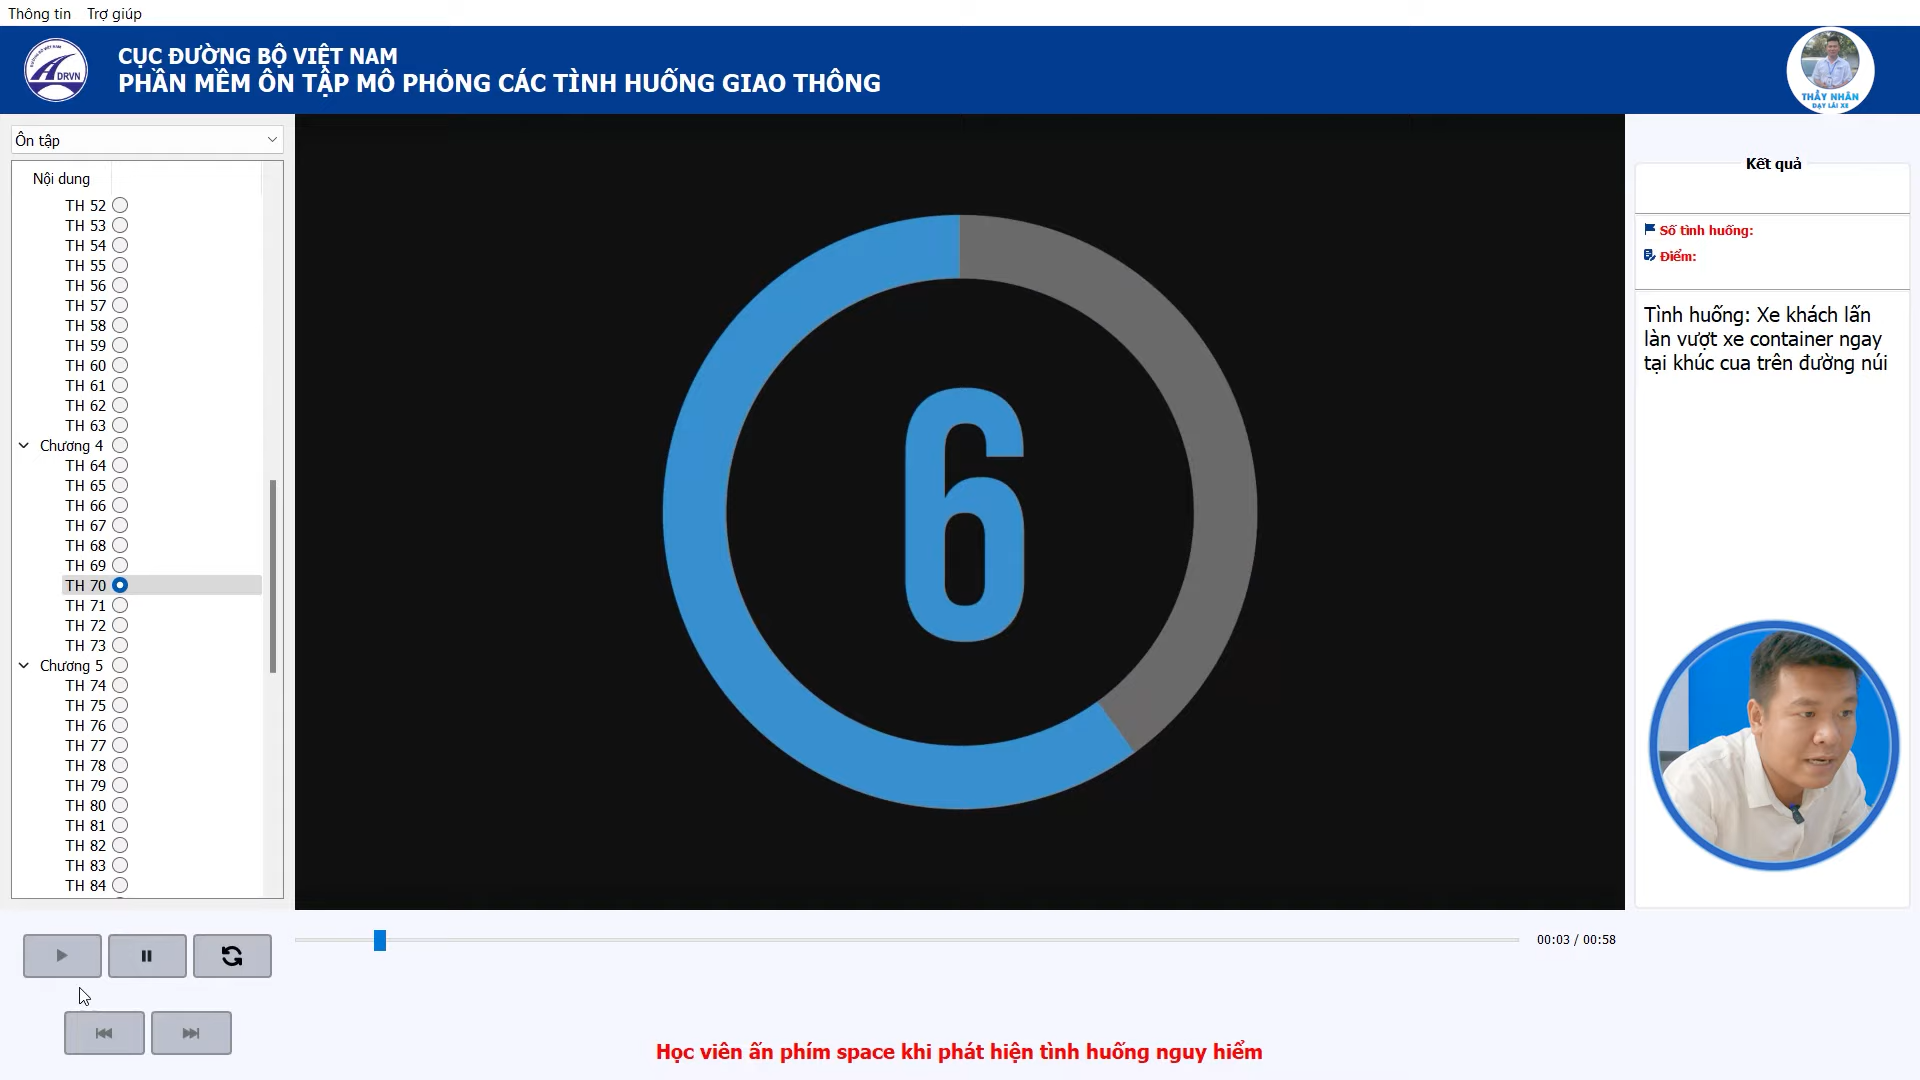 Thông tin Trợ giúp
ĐƯỜNG BỘ VIỆT NAM
DRVN
CỤC ĐƯỜNG BỘ VIỆT NAM
PHẦN MỀM ÔN TẬP MÔ PHỎNG CÁC TÌNH HUỐNG GIAO THÔNG
THẦY NHÂN
DẠY LÁI XE
Ôn tập
Nội dung
TH 52
TH 53
TH 54
TH 55
TH 56
TH 57
TH 58
TH 59
TH 60
TH 61
TH 62
TH 63
Chương 4
TH 64
TH 65
TH 66
TH 67
TH 68
TH 69
TH 70
TH 71
TH 72
TH 73
Chương 5
TH 74
TH 75
TH 76
TH 77
TH 78
TH 79
TH 80
TH 81
TH 82
TH 83
TH 84
6
Kết quả
Số tình huống:
Điểm:
Tình huống: Xe khách lấn
làn vượt xe container ngay
tại khúc cua trên đường núi
00:03 / 00:58
Học viên ấn phím space khi phát hiện tình huống nguy hiểm